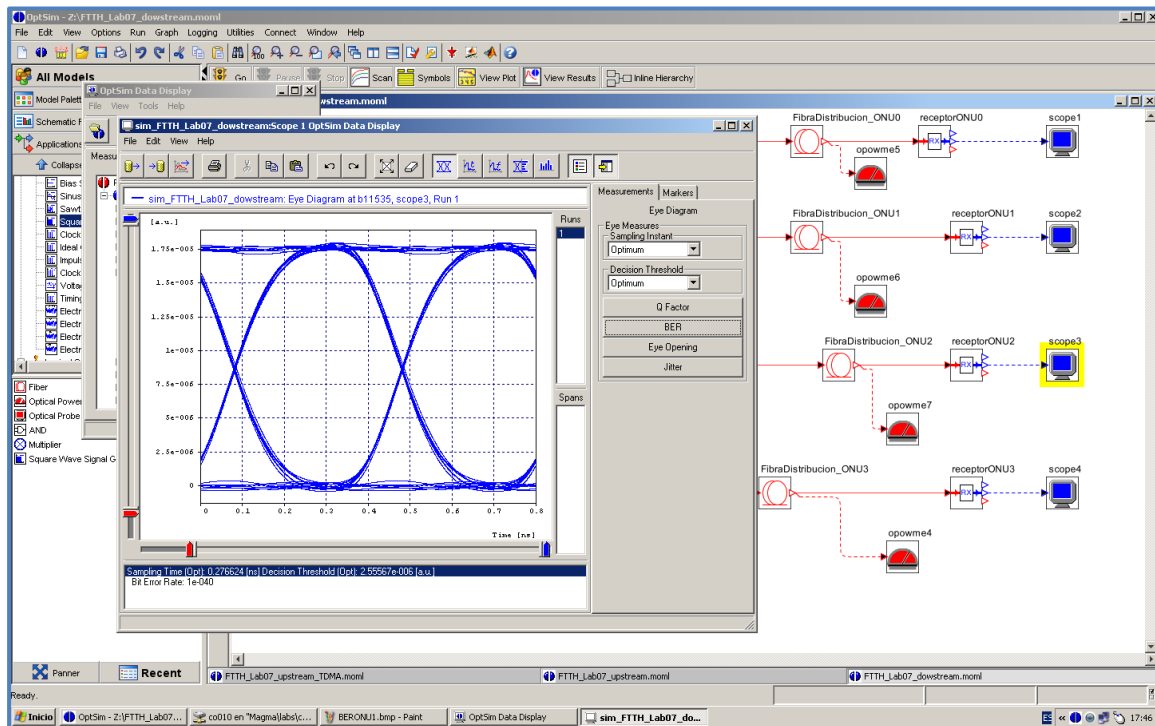 OptSim - Z:\FTTH_Lab07_dowstream.moml
File Edit View Options Run Graph Logging Utilities Connect Window Help
All Models
Go Pause Stop Scan Symbols View Plot View Results Inline Hierarchy
Model Palett
Schematic F
Applications
Collapse
Bias S
Sinus
Sawt
Squar
Clock
Ideal
Impuls
Clock
Voltag
Timing
Electr
Electr
Electr
Electr
Fiber
Optical Power
Optical Probe
AND
Multiplier
Square Wave Signal G
Panner
Recent
OptSim Data Display
File View Tools Help
Measu
wnstream.moml
sim_FTTH_Lab07_dowstream:Scope 1 OptSim Data Display
File Edit View Help
sim_FTTH_Lab07_dowstream: Eye Diagram at b11535, scope3, Run 1
[a.u.]
1.75e-005
1.5e-005
1.25e-005
1e-005
7.5e-006
5e-006
2.5e-006
0
0 0.1 0.2 0.3 0.4 0.5 0.6 0.7 0.8
Time [ns]
Runs
1
Spans
Measurements Markers
Eye Diagram
Eye Measures
Sampling Instant
Optimum
Decision Threshold
Optimum
Q Factor
BER
Eye Opening
Jitter
Sampling Time (Opt): 0.276624 [ns] Decision Threshold (Opt): 2.55567e-006 [a.u.]
Bit Error Rate: 1e-040
FibraDistribucion_ONU0 receptorONU0 scope1
RX
opowme5
FibraDistribucion_ONU1 receptorONU1 scope2
RX
opowme6
FibraDistribucion_ONU2 receptorONU2 scope3
RX
opowme7
FibraDistribucion_ONU3 receptorONU3 scope4
RX
opowme4
FTTH_Lab07_upstream_TDMA.moml FTTH_Lab07_upstream.moml FTTH_Lab07_dowstream.moml
Ready.
Inicio OptSim - Z:\FTTH_Lab07... co010 en "Magma\labs\c... BERONU1.bmp - Paint OptSim Data Display sim_FTTH_Lab07_do... ES « 17:46